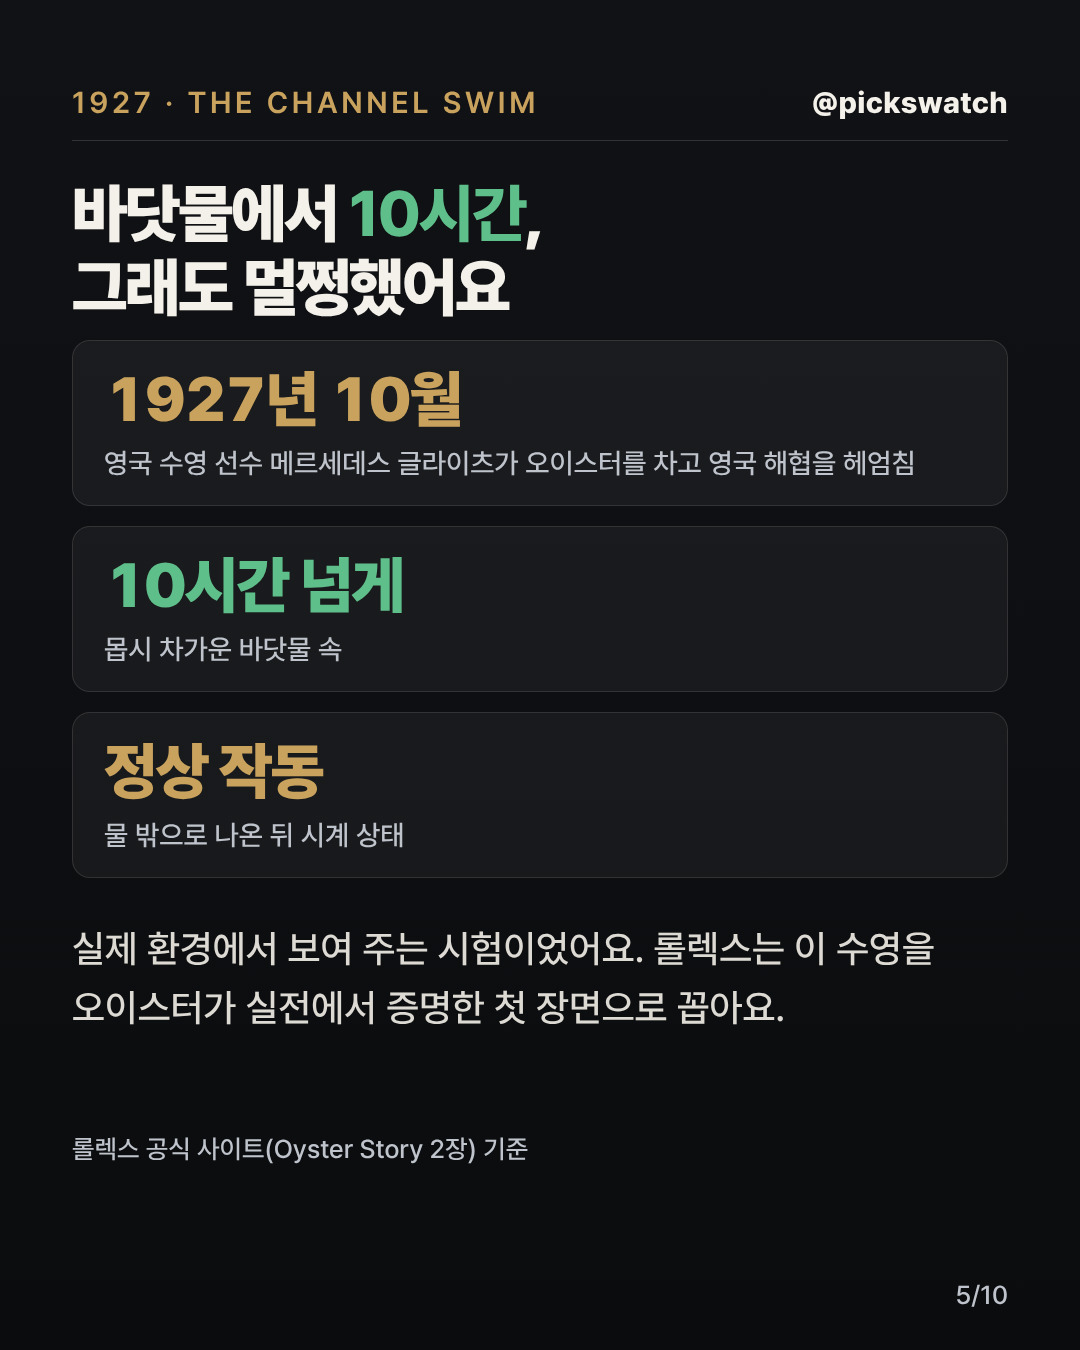 1927 · THE CHANNEL SWIM
@pickswatch
바닷물에서 10시간,
그래도 멀쩡했어요
1927년 10월
영국 수영 선수 메르세데스 글라이츠가 오이스터를 차고 영국 해협을 헤엄침
10시간 넘게
몹시 차가운 바닷물 속
정상 작동
물 밖으로 나온 뒤 시계 상태
실제 환경에서 보여 주는 시험이었어요. 롤렉스는 이 수영을
오이스터가 실전에서 증명한 첫 장면으로 꼽아요.
롤렉스 공식 사이트(Oyster Story 2장) 기준
5/10